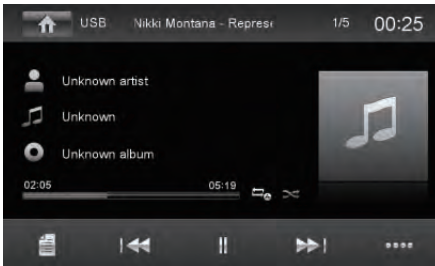 USB Nikki Montana - Represe 1/5 00:25
Unknown artist
Unknown
Unknown album
02:05 05:19